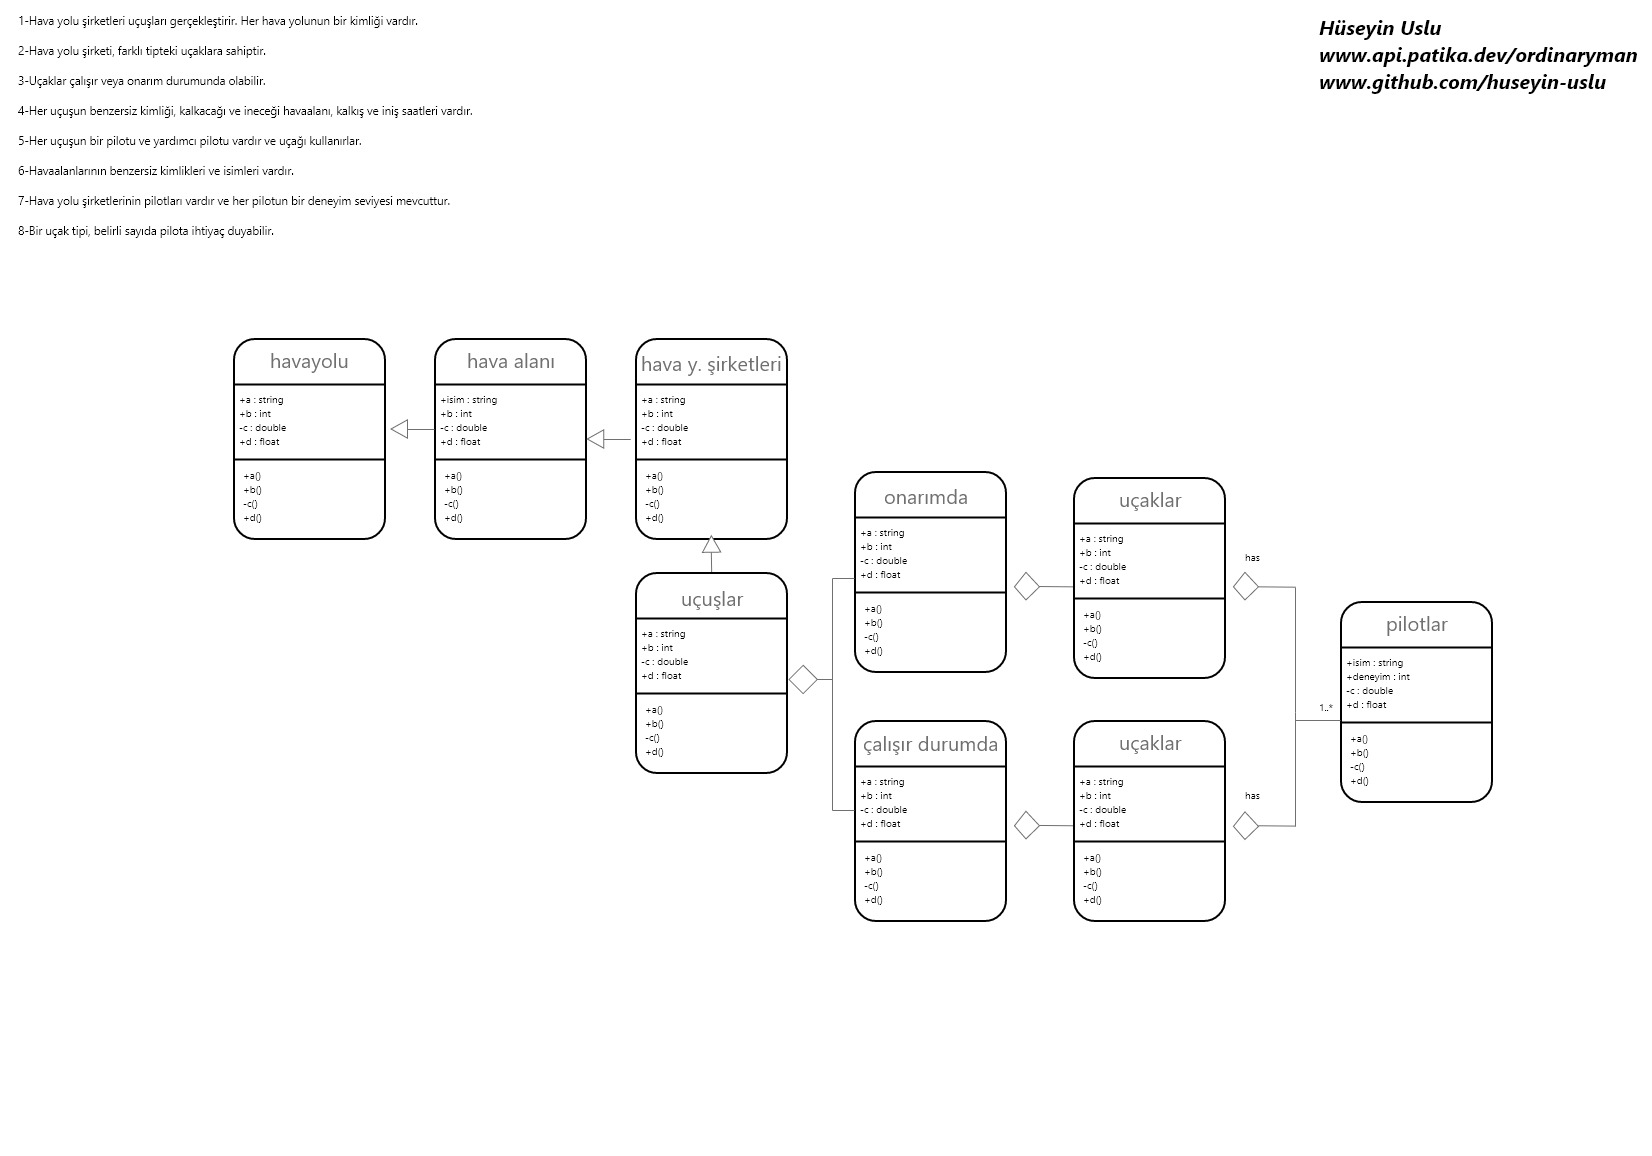 1-Hava yolu şirketleri uçuşları gerçekleştirir. Her hava yolunun bir kimliği vardır.
2-Hava yolu şirketi, farklı tipteki uçaklara sahiptir.
3-Uçaklar çalışır veya onarım durumunda olabilir.
4-Her uçuşun benzersiz kimliği, kalkacağı ve ineceği havaalanı, kalkış ve iniş saatleri vardır.
5-Her uçuşun bir pilotu ve yardımcı pilotu vardır ve uçağı kullanırlar.
6-Havaalanlarının benzersiz kimlikleri ve isimleri vardır.
7-Hava yolu şirketlerinin pilotları vardır ve her pilotun bir deneyim seviyesi mevcuttur.
8-Bir uçak tipi, belirli sayıda pilota ihtiyaç duyabilir.
Hüseyin Uslu
www.api.patika.dev/ordinaryman
www.github.com/huseyin-uslu
havayolu
+a : string
+b : int
-c : double
+d : float
+a()
+b()
-c()
+d()
hava alanı
+isim : string
+b : int
-c : double
+d : float
+a()
+b()
-c()
+d()
hava y. şirketleri
+a : string
+b : int
-c : double
+d : float
+a()
+b()
-c()
+d()
uçuşlar
+a : string
+b : int
-c : double
+d : float
+a()
+b()
-c()
+d()
onarımda
+a : string
+b : int
-c : double
+d : float
+a()
+b()
-c()
+d()
uçaklar
+a : string
+b : int
-c : double
+d : float
+a()
+b()
-c()
+d()
has
çalışır durumda
+a : string
+b : int
-c : double
+d : float
+a()
+b()
-c()
+d()
uçaklar
+a : string
+b : int
-c : double
+d : float
+a()
+b()
-c()
+d()
has
1..*
pilotlar
+isim : string
+deneyim : int
-c : double
+d : float
+a()
+b()
-c()
+d()